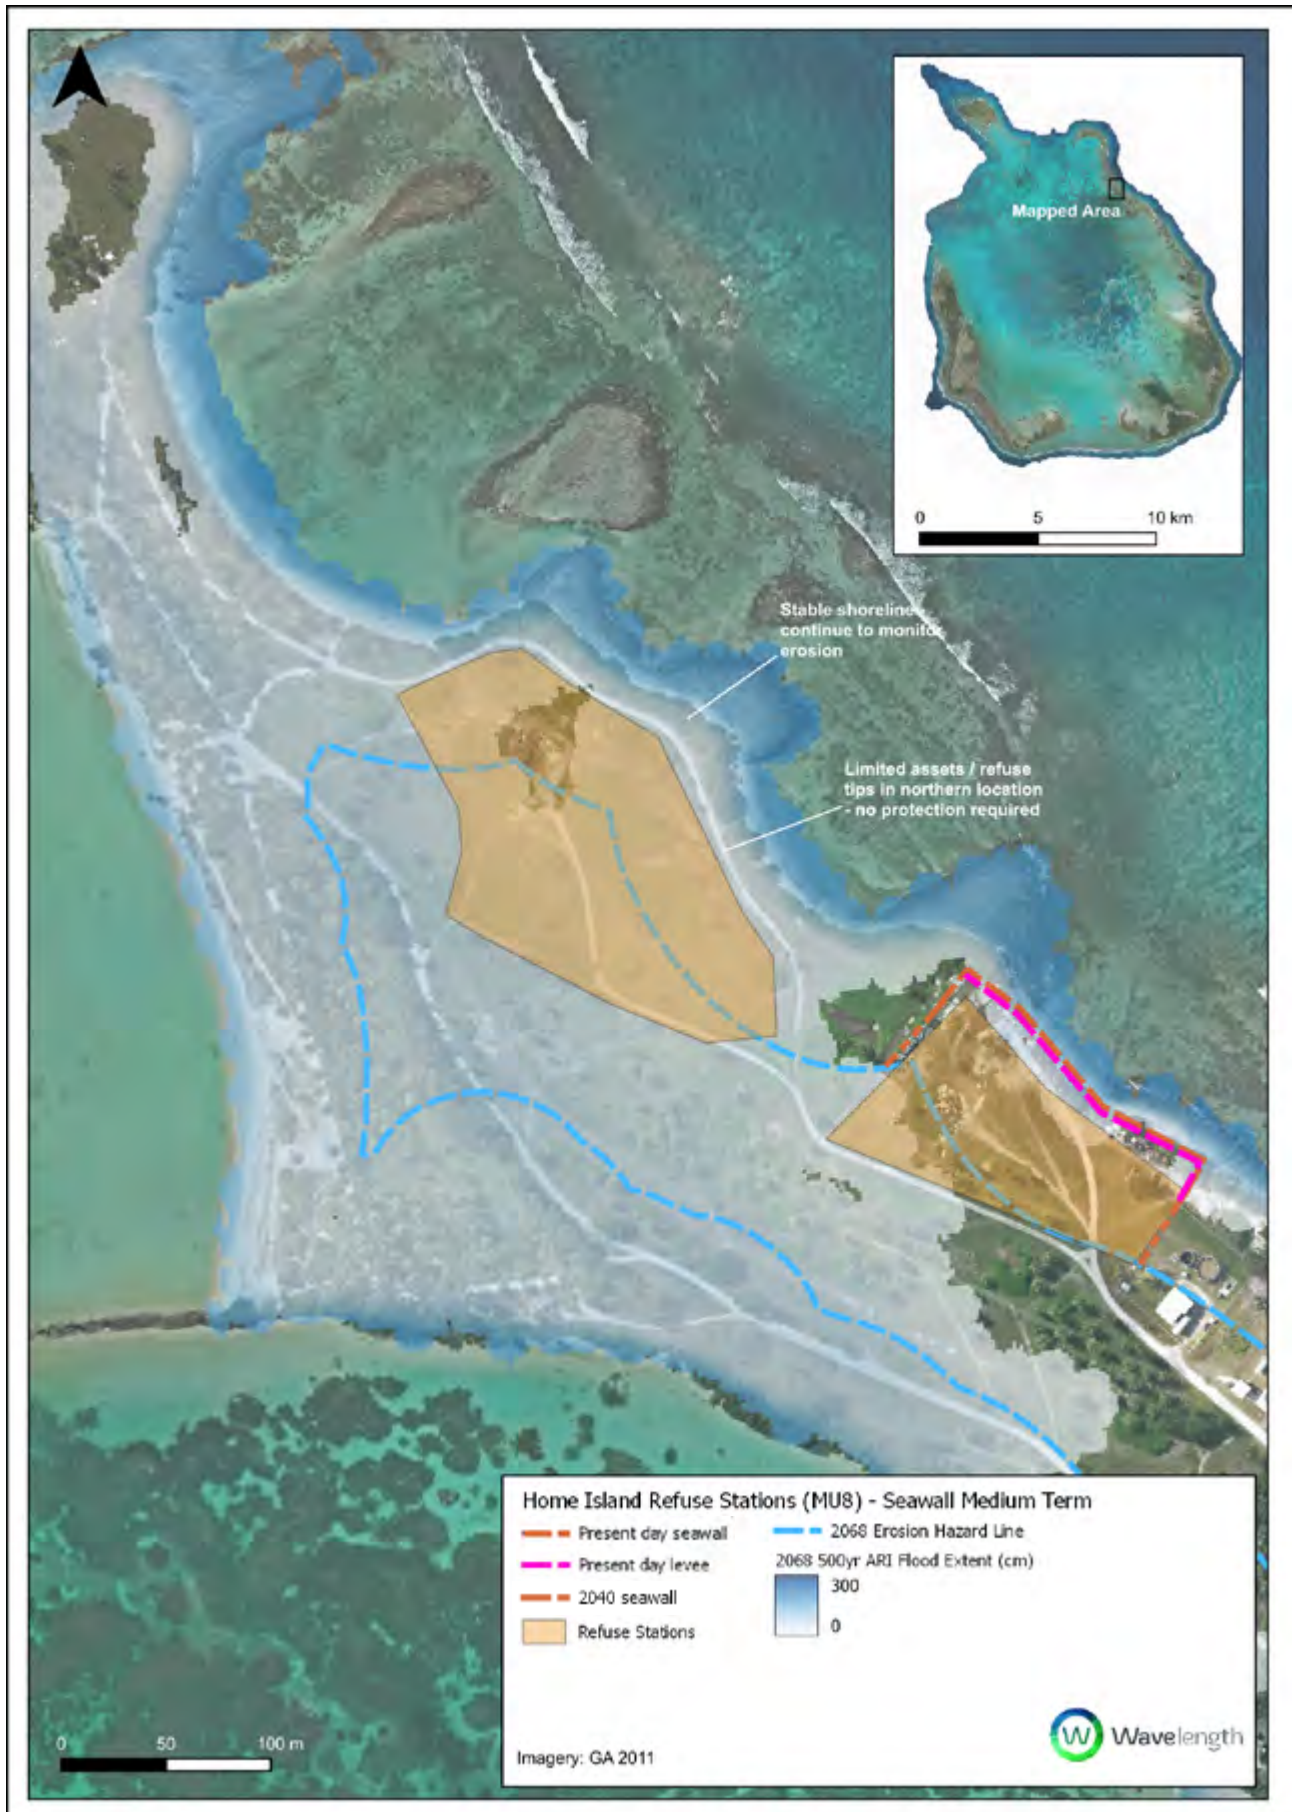 Mapped Area
0 5 10 km
Stable shoreline -
continue to monitor
erosion
Limited assets / refuse
tips in northern location
- no protection required
Home Island Refuse Stations (MU8) - Seawall Medium Term
Present day seawall
Present day levee
2040 seawall
Refuse Stations
2068 Erosion Hazard Line
2068 500yr ARI Flood Extent (cm)
300
0
0 50 100 m
Imagery: GA 2011
W Wavelength